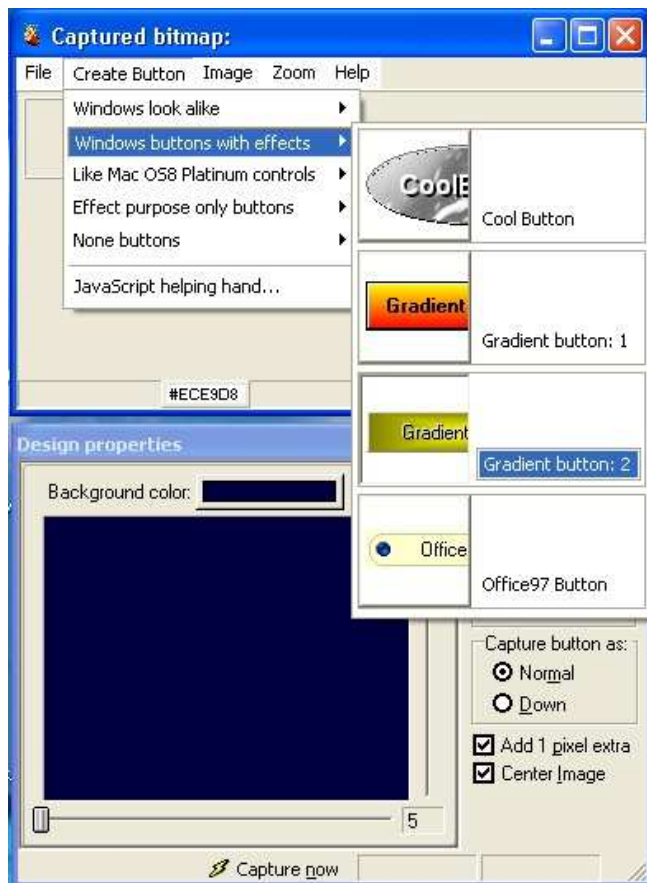 Captured bitmap:
File Create Button Image Zoom Help
Windows look alike
Windows buttons with effects
Like Mac OS8 Platinum controls
Effect purpose only buttons
None buttons
JavaScript helping hand...
CoolB
Cool Button
Gradient
Gradient button: 1
Gradient
Gradient button: 2
Office
Office97 Button
#ECE9D8
Design properties
Background color:
Capture button as:
Normal
Down
Add 1 pixel extra
Center Image
5
Capture now